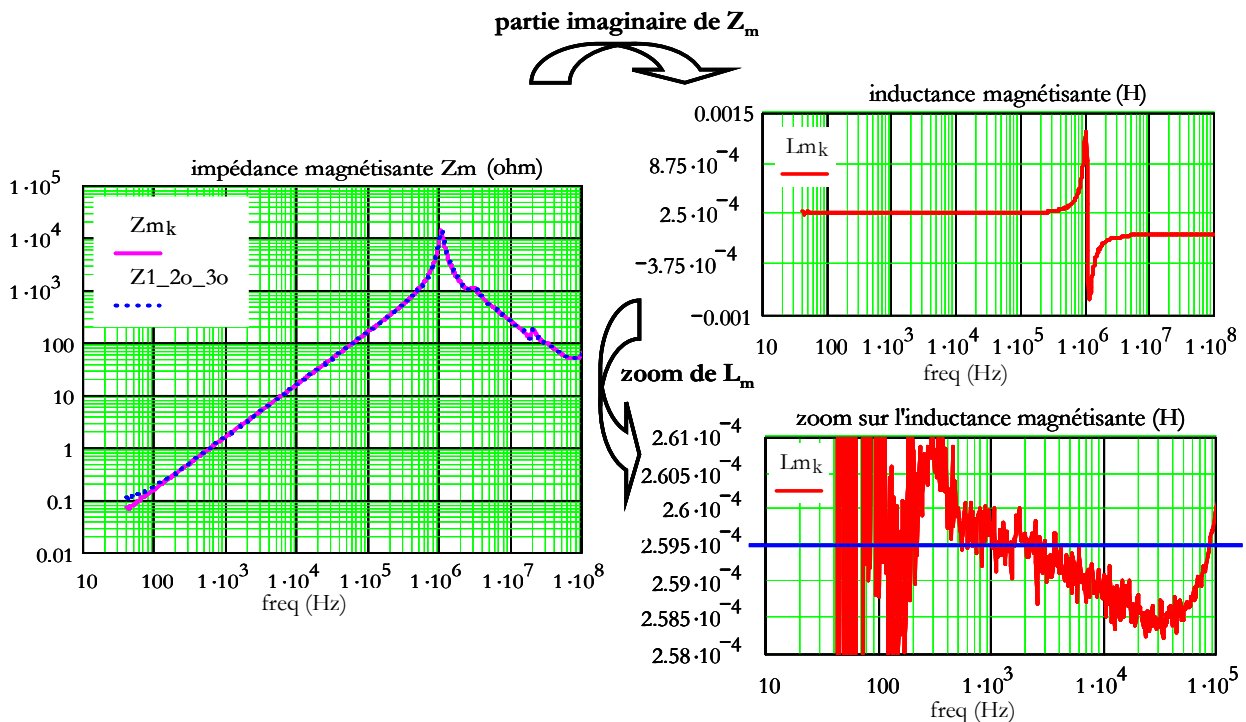 partie imaginaire de Zm
inductance magnétisante (H)
0.0015
8.75·10^-4
2.5·10^-4
-3.75·10^-4
-0.001
Lmk
10 100 1·10^3 1·10^4 1·10^5 1·10^6 1·10^7 1·10^8
freq (Hz)
impédance magnétisante Zm (ohm)
1·10^5
1·10^4
1·10^3
100
10
1
0.1
0.01
Zmk
Z1_2o_3o
10 100 1·10^3 1·10^4 1·10^5 1·10^6 1·10^7 1·10^8
freq (Hz)
zoom de Lm
zoom sur l'inductance magnétisante (H)
2.61·10^-4
2.605·10^-4
2.6·10^-4
2.595·10^-4
2.59·10^-4
2.585·10^-4
2.58·10^-4
Lmk
10 100 1·10^3 1·10^4 1·10^5
freq (Hz)